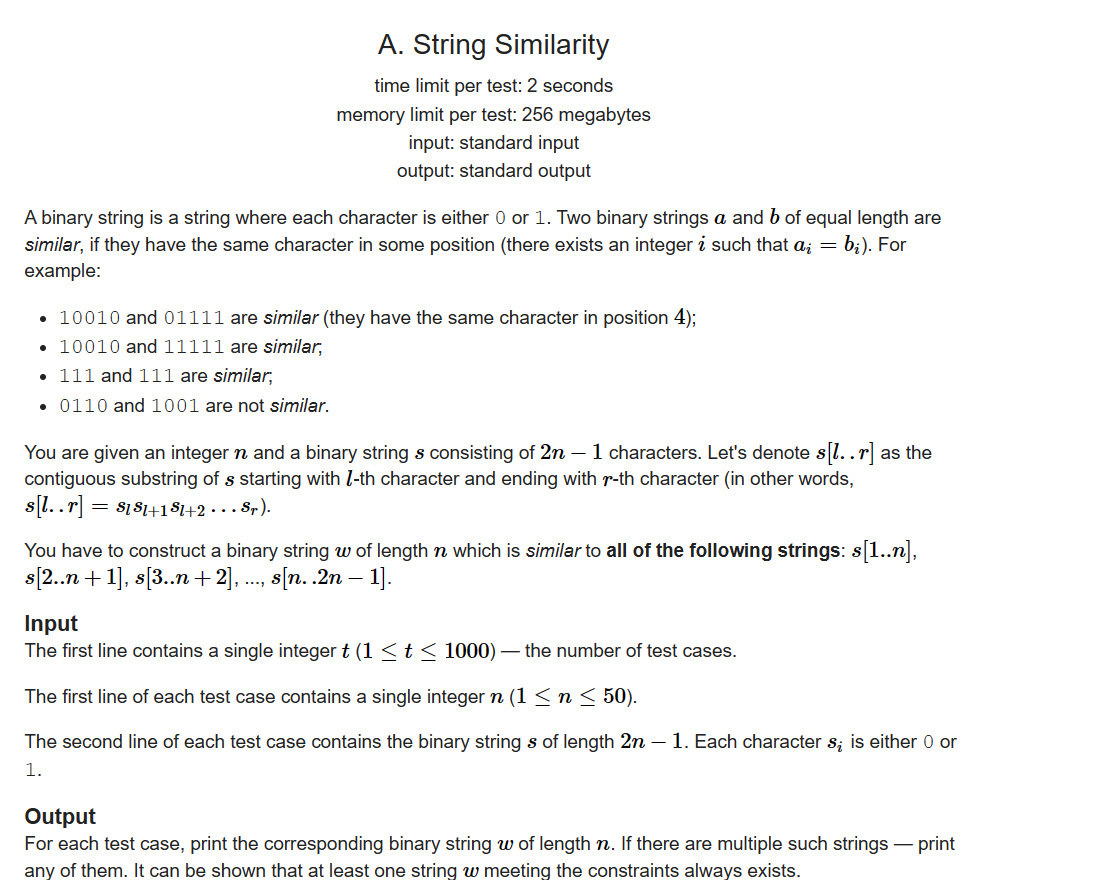 A. String Similarity
time limit per test: 2 seconds
memory limit per test: 256 megabytes
input: standard input
output: standard output
A binary string is a string where each character is either 0 or 1. Two binary strings a and b of equal length are
similar, if they have the same character in some position (there exists an integer i such that a_i = b_i). For
example:
• 10010 and 01111 are similar (they have the same character in position 4);
• 10010 and 11111 are similar;
• 111 and 111 are similar;
• 0110 and 1001 are not similar.
You are given an integer n and a binary string s consisting of 2n − 1 characters. Let's denote s[l..r] as the
contiguous substring of s starting with l-th character and ending with r-th character (in other words,
s[l..r] = s_l s_{l+1} s_{l+2} ... s_r).
You have to construct a binary string w of length n which is similar to all of the following strings: s[1..n],
s[2..n + 1], s[3..n + 2], ..., s[n..2n − 1].
Input
The first line contains a single integer t (1 ≤ t ≤ 1000) — the number of test cases.
The first line of each test case contains a single integer n (1 ≤ n ≤ 50).
The second line of each test case contains the binary string s of length 2n − 1. Each character s_i is either 0 or
1.
Output
For each test case, print the corresponding binary string w of length n. If there are multiple such strings — print
any of them. It can be shown that at least one string w meeting the constraints always exists.